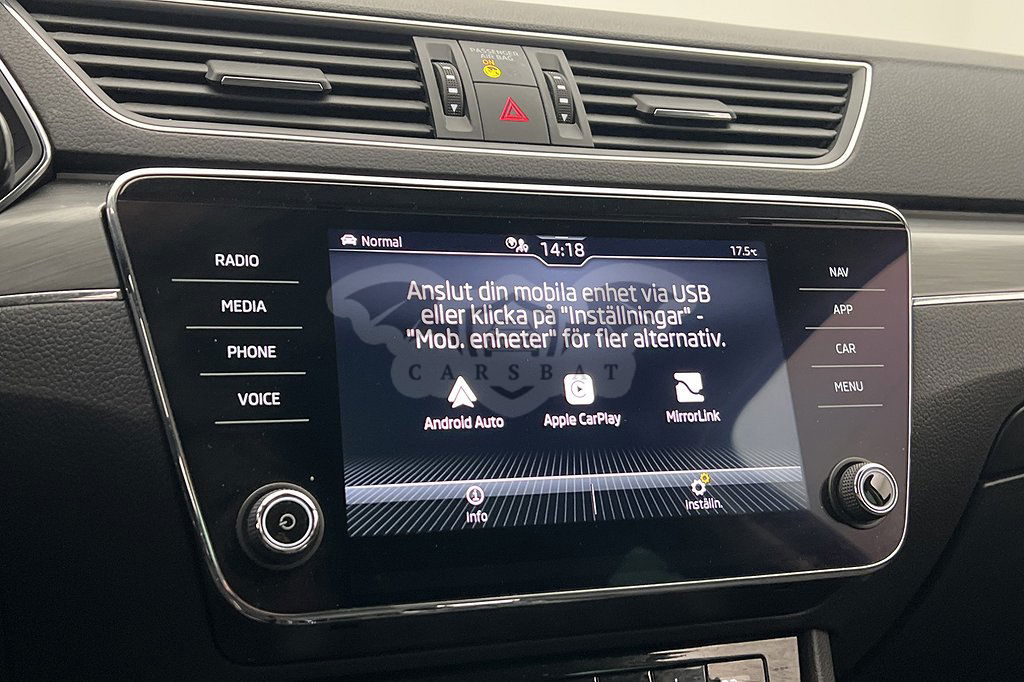 PASSENGER
AIR BAG
ON
Normal
14:18
17.5°C
RADIO
MEDIA
PHONE
VOICE
NAV
APP
CAR
MENU
Anslut din mobila enhet via USB
eller klicka på "Inställningar" -
"Mob. enheter" för fler alternativ.
CARSBAT
Android Auto
Apple CarPlay
MirrorLink
Info
Inställn.